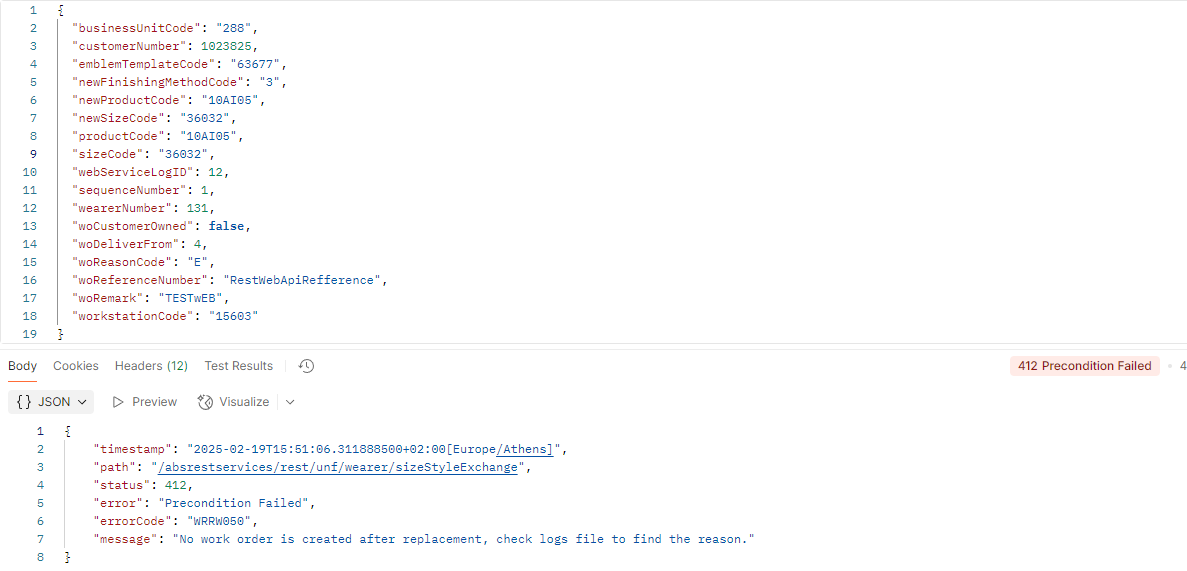 1 {
2 "businessUnitCode": "288",
3 "customerNumber": 1023825,
4 "emblemTemplateCode": "63677",
5 "newFinishingMethodCode": "3",
6 "newProductCode": "10AI05",
7 "newSizeCode": "36032",
8 "productCode": "10AI05",
9 "sizeCode": "36032",
10 "webServiceLogID": 12,
11 "sequenceNumber": 1,
12 "wearerNumber": 131,
13 "woCustomerOwned": false,
14 "woDeliverFrom": 4,
15 "woReasonCode": "E",
16 "woReferenceNumber": "RestWebApiRefference",
17 "woRemark": "TESTwEB",
18 "workstationCode": "15603"
19 }
Body Cookies Headers (12) Test Results 412 Precondition Failed • 4
{} JSON Preview Visualize
1 {
2 "timestamp": "2025-02-19T15:51:06.311888500+02:00[Europe/Athens]",
3 "path": "/absrestservices/rest/unf/wearer/sizeStyleExchange",
4 "status": 412,
5 "error": "Precondition Failed",
6 "errorCode": "WRRW050",
7 "message": "No work order is created after replacement, check logs file to find the reason."
8 }